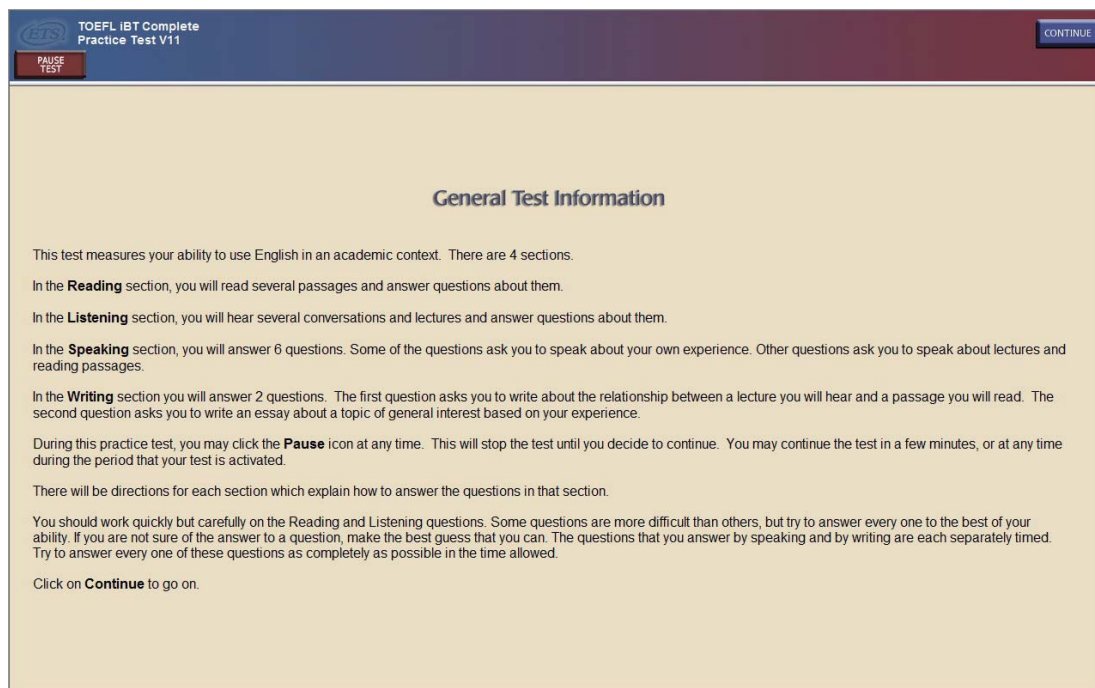 ETS
TOEFL iBT Complete
Practice Test V11
PAUSE
TEST
CONTINUE
General Test Information
This test measures your ability to use English in an academic context. There are 4 sections.
In the Reading section, you will read several passages and answer questions about them.
In the Listening section, you will hear several conversations and lectures and answer questions about them.
In the Speaking section, you will answer 6 questions. Some of the questions ask you to speak about your own experience. Other questions ask you to speak about lectures and
reading passages.
In the Writing section you will answer 2 questions. The first question asks you to write about the relationship between a lecture you will hear and a passage you will read. The
second question asks you to write an essay about a topic of general interest based on your experience.
During this practice test, you may click the Pause icon at any time. This will stop the test until you decide to continue. You may continue the test in a few minutes, or at any time
during the period that your test is activated.
There will be directions for each section which explain how to answer the questions in that section.
You should work quickly but carefully on the Reading and Listening questions. Some questions are more difficult than others, but try to answer every one to the best of your
ability. If you are not sure of the answer to a question, make the best guess that you can. The questions that you answer by speaking and by writing are each separately timed.
Try to answer every one of these questions as completely as possible in the time allowed.
Click on Continue to go on.